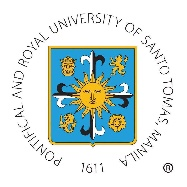 PONTIFICAL AND ROYAL UNIVERSITY OF SANTO TOMAS, MANILA
1611
®